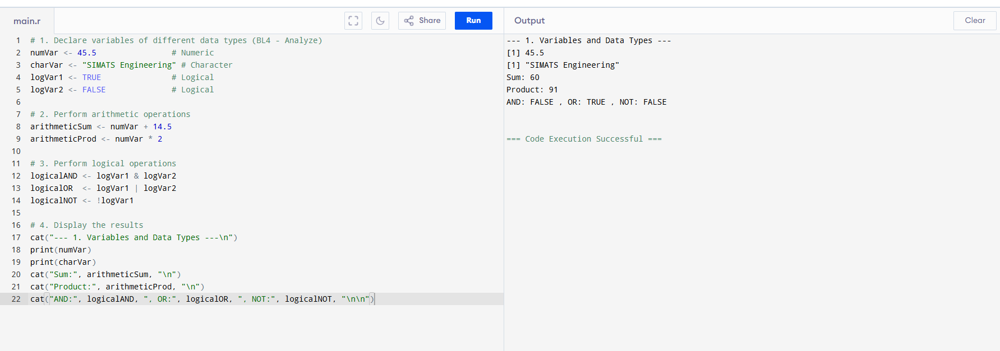 main.r
Share
Run
1 # 1. Declare variables of different data types (BL4 - Analyze)
2 numVar <- 45.5                # Numeric
3 charVar <- "SIMATS Engineering" # Character
4 logVar1 <- TRUE               # Logical
5 logVar2 <- FALSE              # Logical
6
7 # 2. Perform arithmetic operations
8 arithmeticSum <- numVar + 14.5
9 arithmeticProd <- numVar * 2
10
11 # 3. Perform logical operations
12 logicalAND <- logVar1 & logVar2
13 logicalOR  <- logVar1 | logVar2
14 logicalNOT <- !logVar1
15
16 # 4. Display the results
17 cat("--- 1. Variables and Data Types ---\n")
18 print(numVar)
19 print(charVar)
20 cat("Sum:", arithmeticSum, "\n")
21 cat("Product:", arithmeticProd, "\n")
22 cat("AND:", logicalAND, ", OR:", logicalOR, ", NOT:", logicalNOT, "\n\n")
Output
Clear
--- 1. Variables and Data Types ---
[1] 45.5
[1] "SIMATS Engineering"
Sum: 60
Product: 91
AND: FALSE , OR: TRUE , NOT: FALSE
=== Code Execution Successful ===